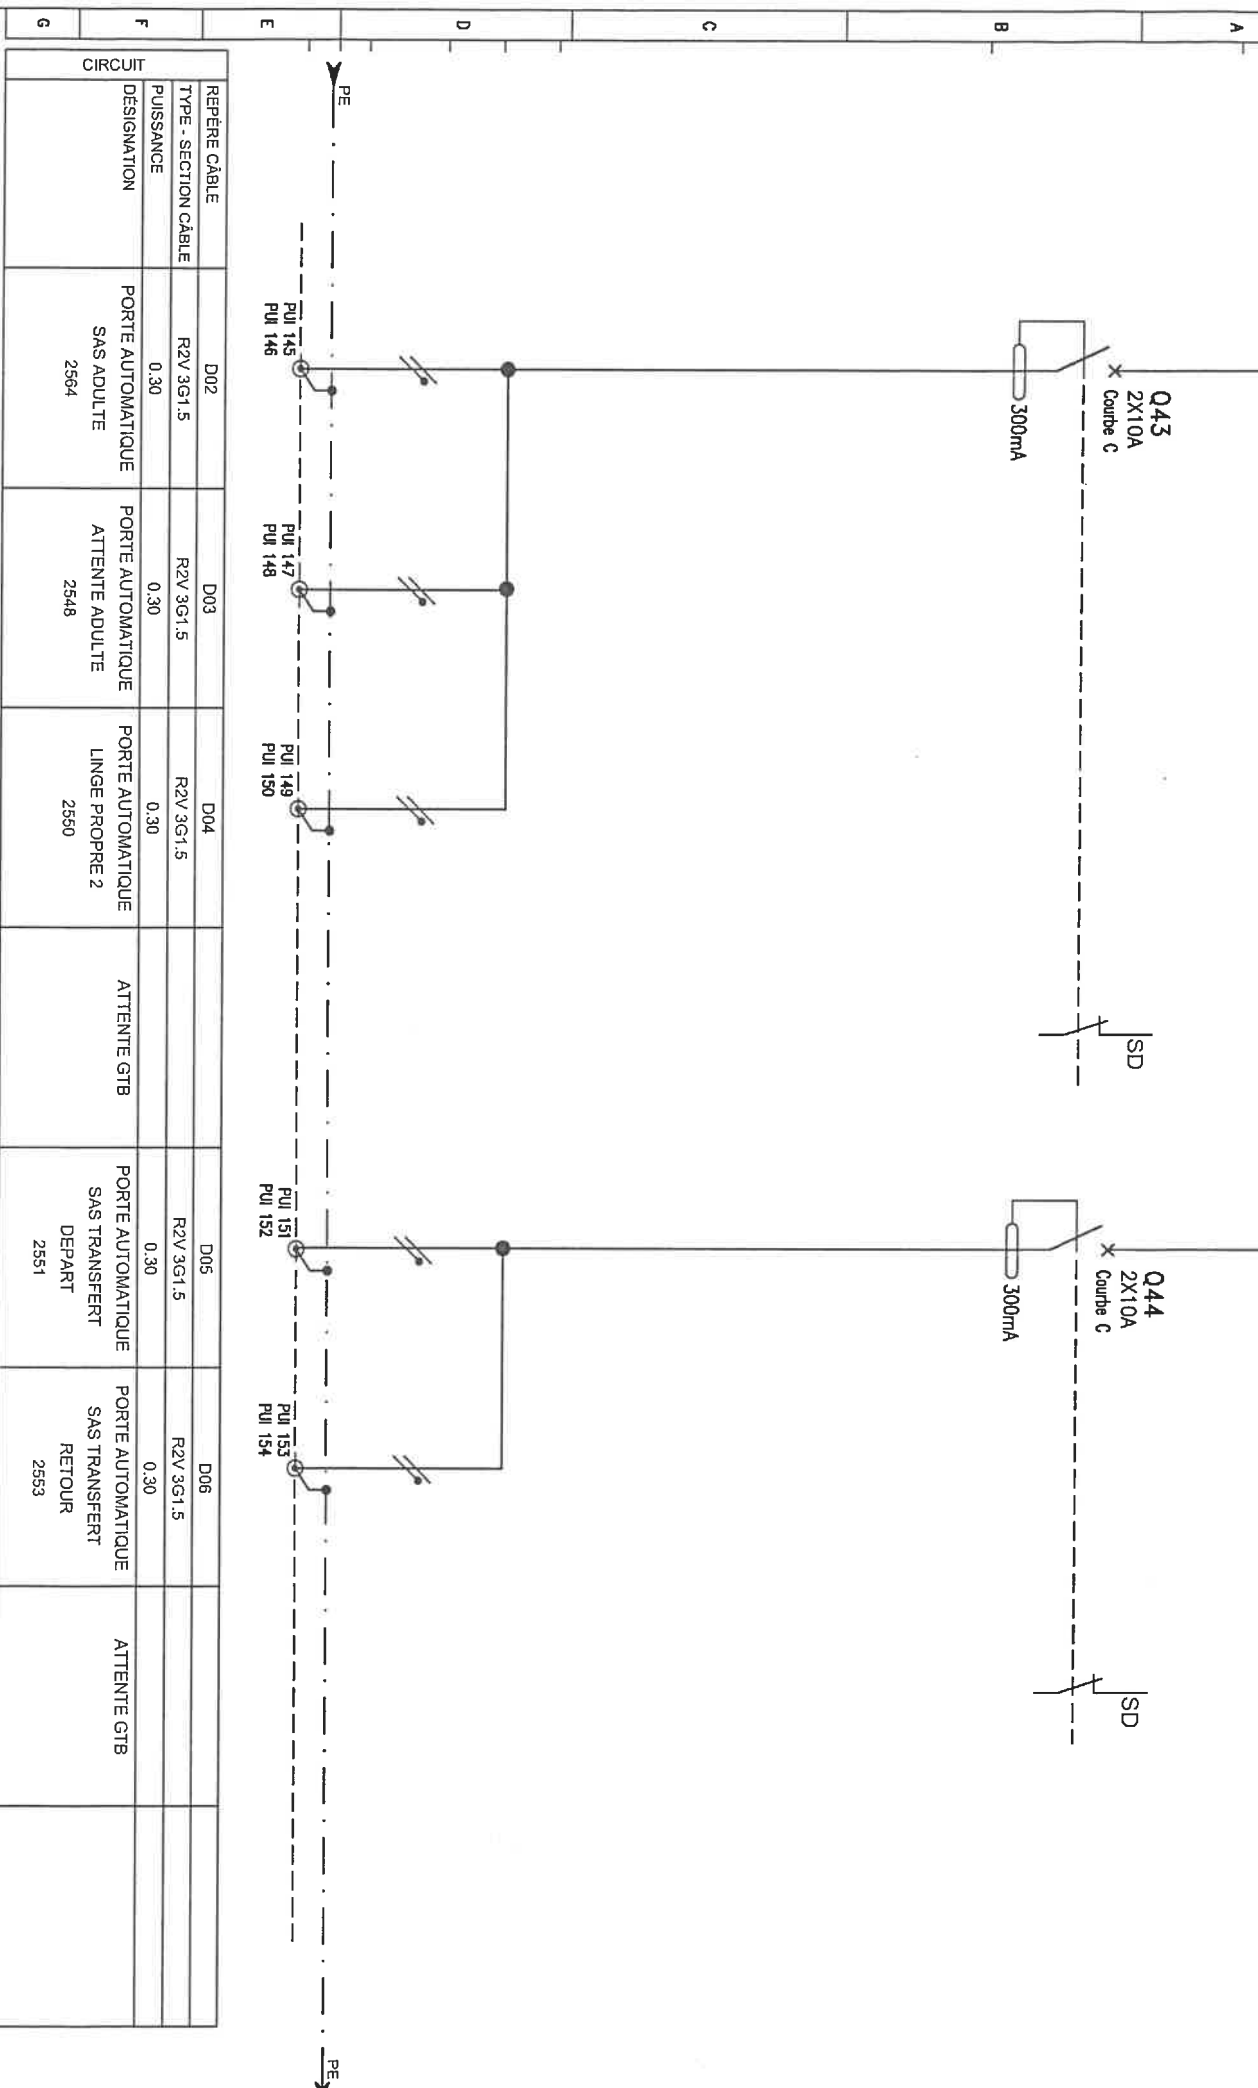 A
B
C
D
E
F
G
Q43
2X10A
Courbe C
300mA
SD
Q44
2X10A
Courbe C
300mA
SD
PE
PE
PUI 145
PUI 146
PUI 147
PUI 148
PUI 149
PUI 150
PUI 151
PUI 152
PUI 153
PUI 154
CIRCUIT
REPÈRE CÂBLE D02 D03 D04 D05 D06
TYPE - SECTION CÂBLE R2V 3G1.5 R2V 3G1.5 R2V 3G1.5 R2V 3G1.5 R2V 3G1.5
PUISSANCE 0.30 0.30 0.30 0.30 0.30
DÉSIGNATION
PORTE AUTOMATIQUE
SAS ADULTE
2564
PORTE AUTOMATIQUE
ATTENTE ADULTE
2548
PORTE AUTOMATIQUE
LINGE PROPRE 2
2550
ATTENTE GTB
PORTE AUTOMATIQUE
SAS TRANSFERT
DEPART
2551
PORTE AUTOMATIQUE
SAS TRANSFERT
RETOUR
2553
ATTENTE GTB